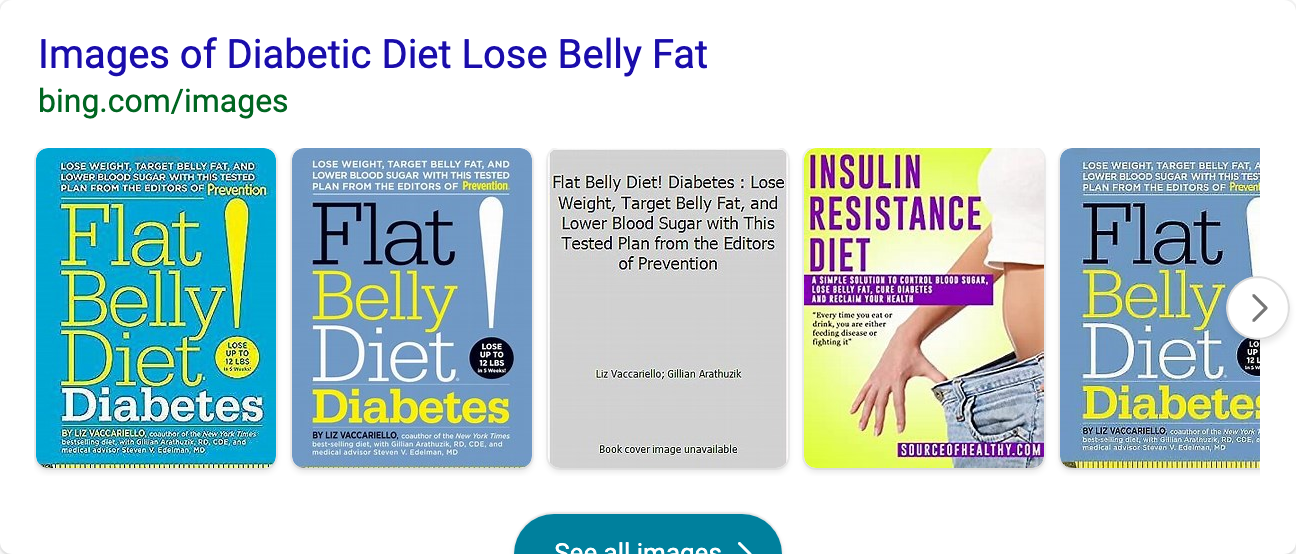 Images of Diabetic Diet Lose Belly Fat
bing.com/images
LOSE WEIGHT, TARGET BELLY FAT, AND
LOWER BLOOD SUGAR WITH THIS TESTED
PLAN FROM THE EDITORS OF Prevention
Flat
Belly!
Diet
Diabetes
LOSE
UP TO
12 LBS
in 5 Weeks!
BY LIZ VACCARIELLO, coauthor of the New York Times
bestselling diet, with Gillian Arathuzik, RD, CDE, and
medical advisor Steven V. Edelman, MD
LOSE WEIGHT, TARGET BELLY FAT, AND
LOWER BLOOD SUGAR WITH THIS TESTED
PLAN FROM THE EDITORS OF Prevention.
Flat
Belly!
Diet
Diabetes
LOSE
UP TO
12 LBS
in 5 Weeks!
BY LIZ VACCARIELLO, coauthor of the New York Times
best-selling diet, with Gillian Arathuzik, RD, CDE, and
medical advisor Steven V. Edelman, MD
Flat Belly Diet! Diabetes : Lose
Weight, Target Belly Fat, and
Lower Blood Sugar with This
Tested Plan from the Editors
of Prevention
Liz Vaccariello; Gillian Arathuzik
Book cover image unavailable
INSULIN
RESISTANCE
DIET
A SIMPLE SOLUTION TO CONTROL BLOOD SUGAR,
LOSE BELLY FAT, CURE DIABETES
AND RECLAIM YOUR HEALTH
"Every time you eat or
drink, you are either
feeding disease or
fighting it"
SOURCEOFHEALTHY.COM
LOSE WEIGHT, TARGET BELLY FAT, A
LOWER BLOOD SUGAR WITH THIS TES
PLAN FROM THE EDITORS OF Preven
Flat
Belly
Diet
Diabetes
LO
UP
12 L
in 5 W
BY LIZ VACCARIELLO, coauthor of the New York T
best-selling diet, with Gillian Arathuzik, RD, CDE, a
medical advisor Steven V. Edelman, MD
See all images